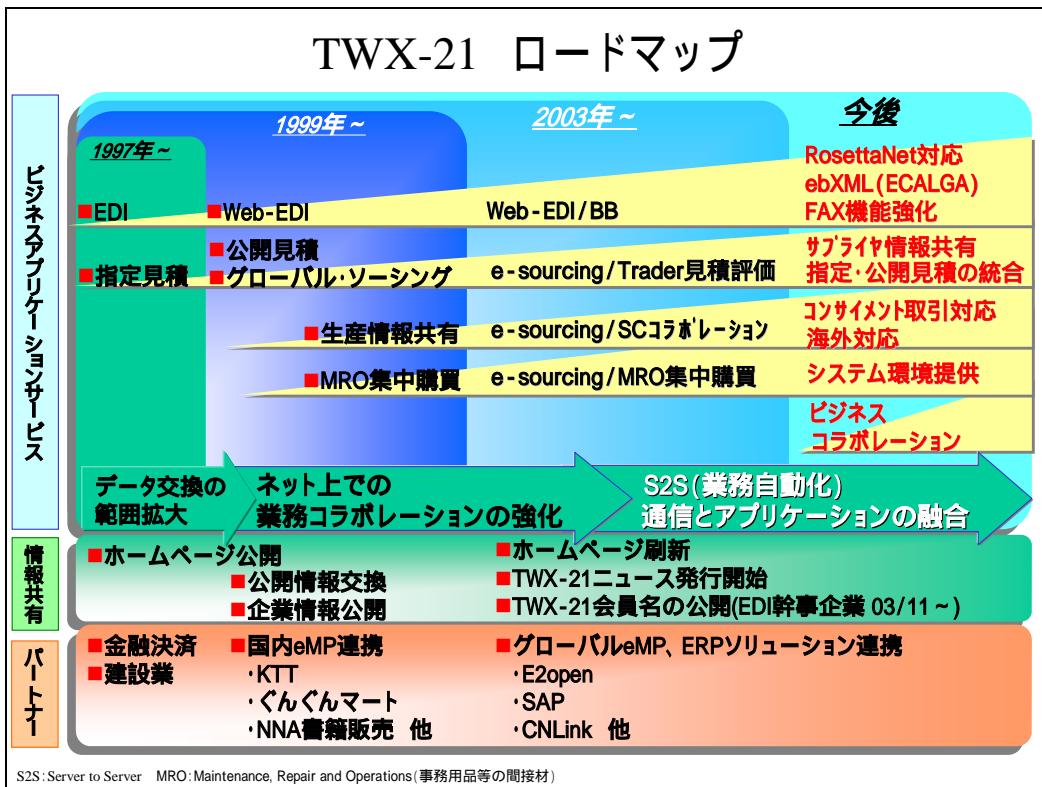 TWX-21 ロードマップ
ビジネスアプリケーションサービス
1997年~
1999年~
2003年~
今後
■EDI
■Web-EDI
Web-EDI/BB
RosettaNet対応
ebXML(ECALGA)
FAX機能強化
■指定見積
■公開見積
■グローバル・ソーシング
e-sourcing/Trader見積評価
ｻﾌﾟﾗｲﾔ情報共有
指定・公開見積の統合
■生産情報共有
e-sourcing/SCｺﾗﾎﾞﾚｰｼｮﾝ
ｺﾝｻｲﾒﾝﾄ取引対応
海外対応
■MRO集中購買
e-sourcing/MRO集中購買
システム環境提供
ビジネス
コラボレーション
データ交換の
範囲拡大
ネット上での
業務コラボレーションの強化
S2S(業務自動化)
通信とアプリケーションの融合
情報共有
■ホームページ公開
■公開情報交換
■企業情報公開
■ホームページ刷新
■TWX-21ニュース発行開始
■TWX-21会員名の公開(EDI幹事企業 03/11~)
パートナー
■金融決済
■建設業
■国内eMP連携
・KTT
・ぐんぐんマート
・NNA書籍販売 他
■グローバルeMP、ERPソリューション連携
・E2open
・SAP
・CNLink 他
S2S:Server to Server MRO:Maintenance, Repair and Operations(事務用品等の間接材)